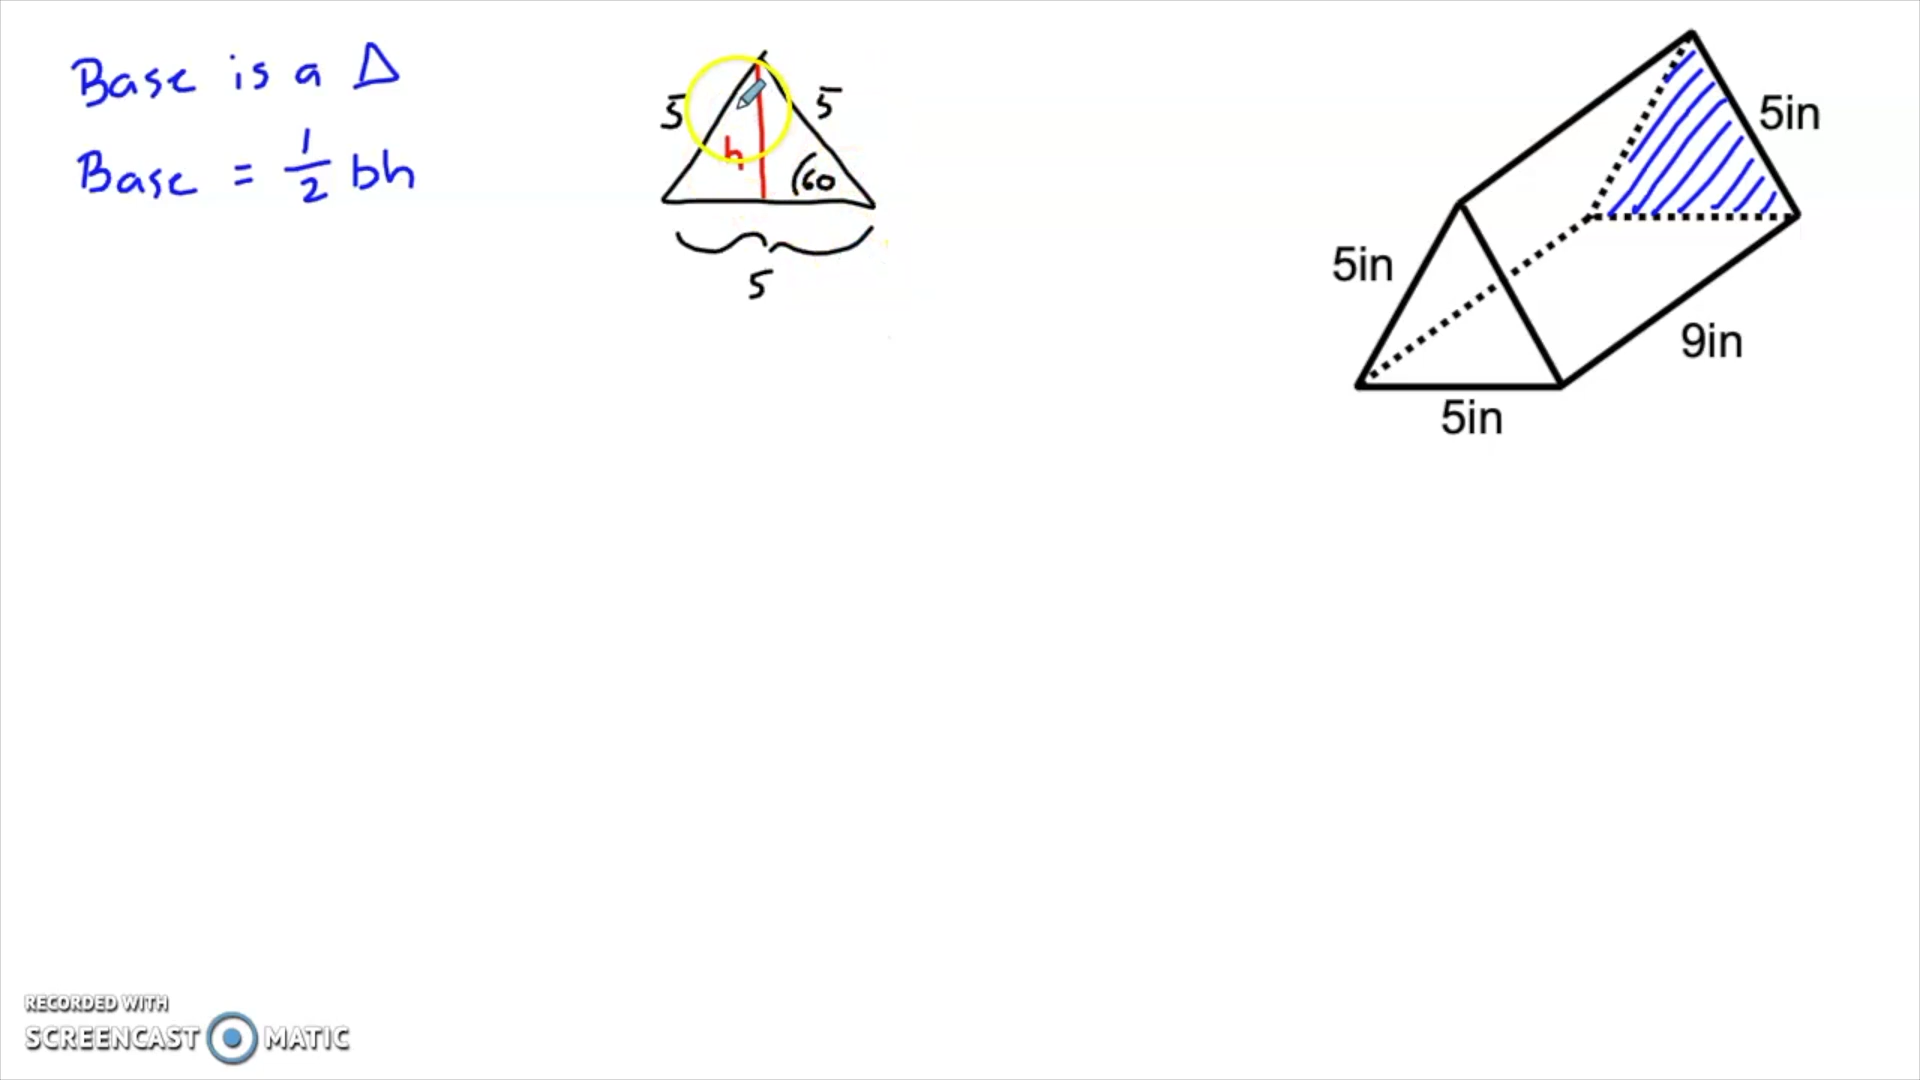 Base is a Δ
Base = 1/2 bh
5
5
h
60
5
5in
5in
9in
5in
RECORDED WITH
SCREENCAST MATIC